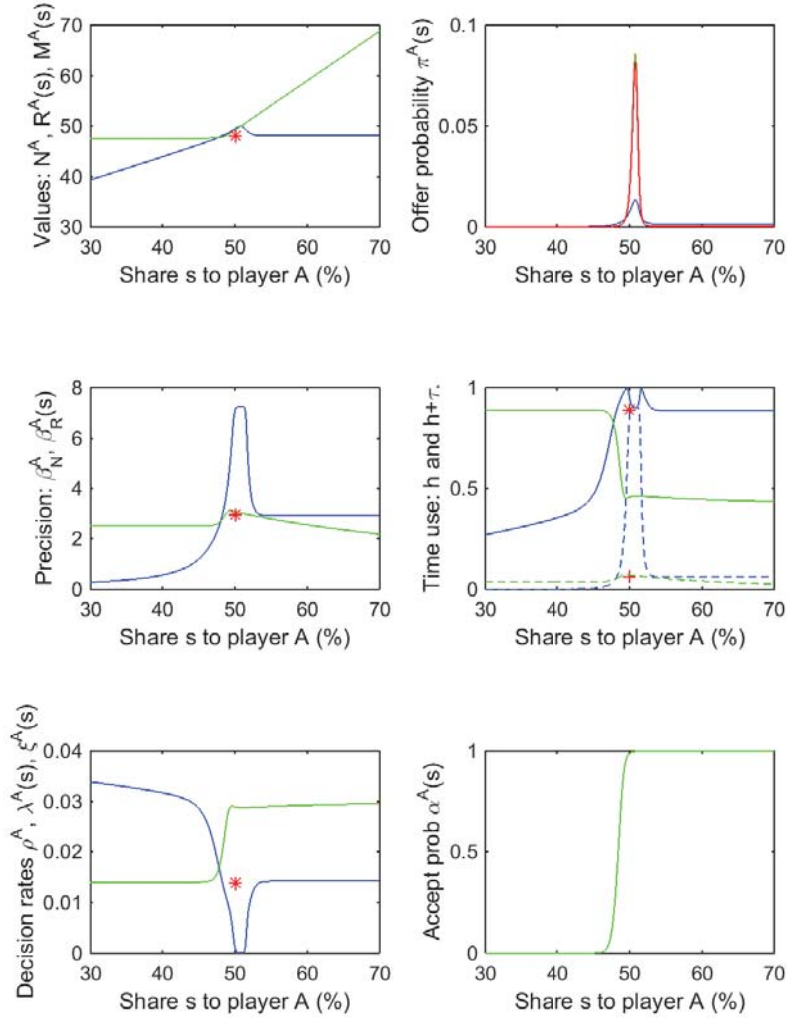 Values: N^A, R^A(s), M^A(s)
70
60
50
40
30
30 40 50 60 70
Share s to player A (%)
Offer probability π^A(s)
0.1
0.05
0
30 40 50 60 70
Share s to player A (%)
Precision: β_N^A, β_R^A(s)
8
6
4
2
0
30 40 50 60 70
Share s to player A (%)
Time use: h and h+τ.
1
0.5
0
30 40 50 60 70
Share s to player A (%)
Decision rates ρ^A, λ^A(s), ξ^A(s)
0.04
0.03
0.02
0.01
0
30 40 50 60 70
Share s to player A (%)
Accept prob α^A(s)
1
0.5
0
30 40 50 60 70
Share s to player A (%)